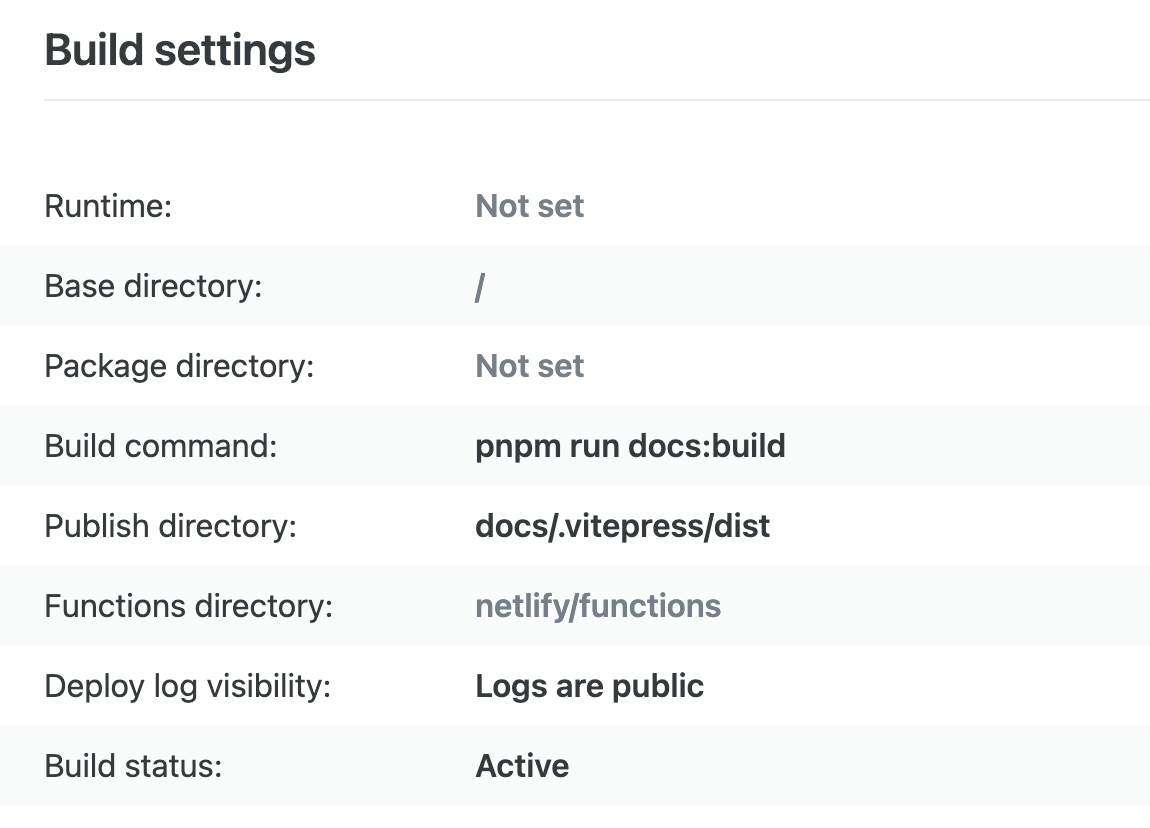 Build settings
Runtime: Not set
Base directory: /
Package directory: Not set
Build command: pnpm run docs:build
Publish directory: docs/.vitepress/dist
Functions directory: netlify/functions
Deploy log visibility: Logs are public
Build status: Active